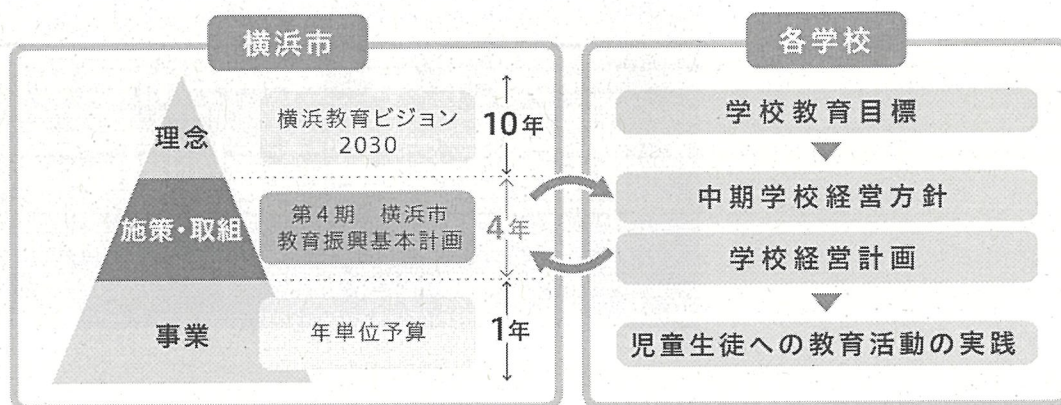 横浜市
理念
横浜教育ビジョン
2030
10年
施策・取組
第4期 横浜市
教育振興基本計画
4年
事業
年単位予算
1年
各学校
学校教育目標
中期学校経営方針
学校経営計画
児童生徒への教育活動の実践